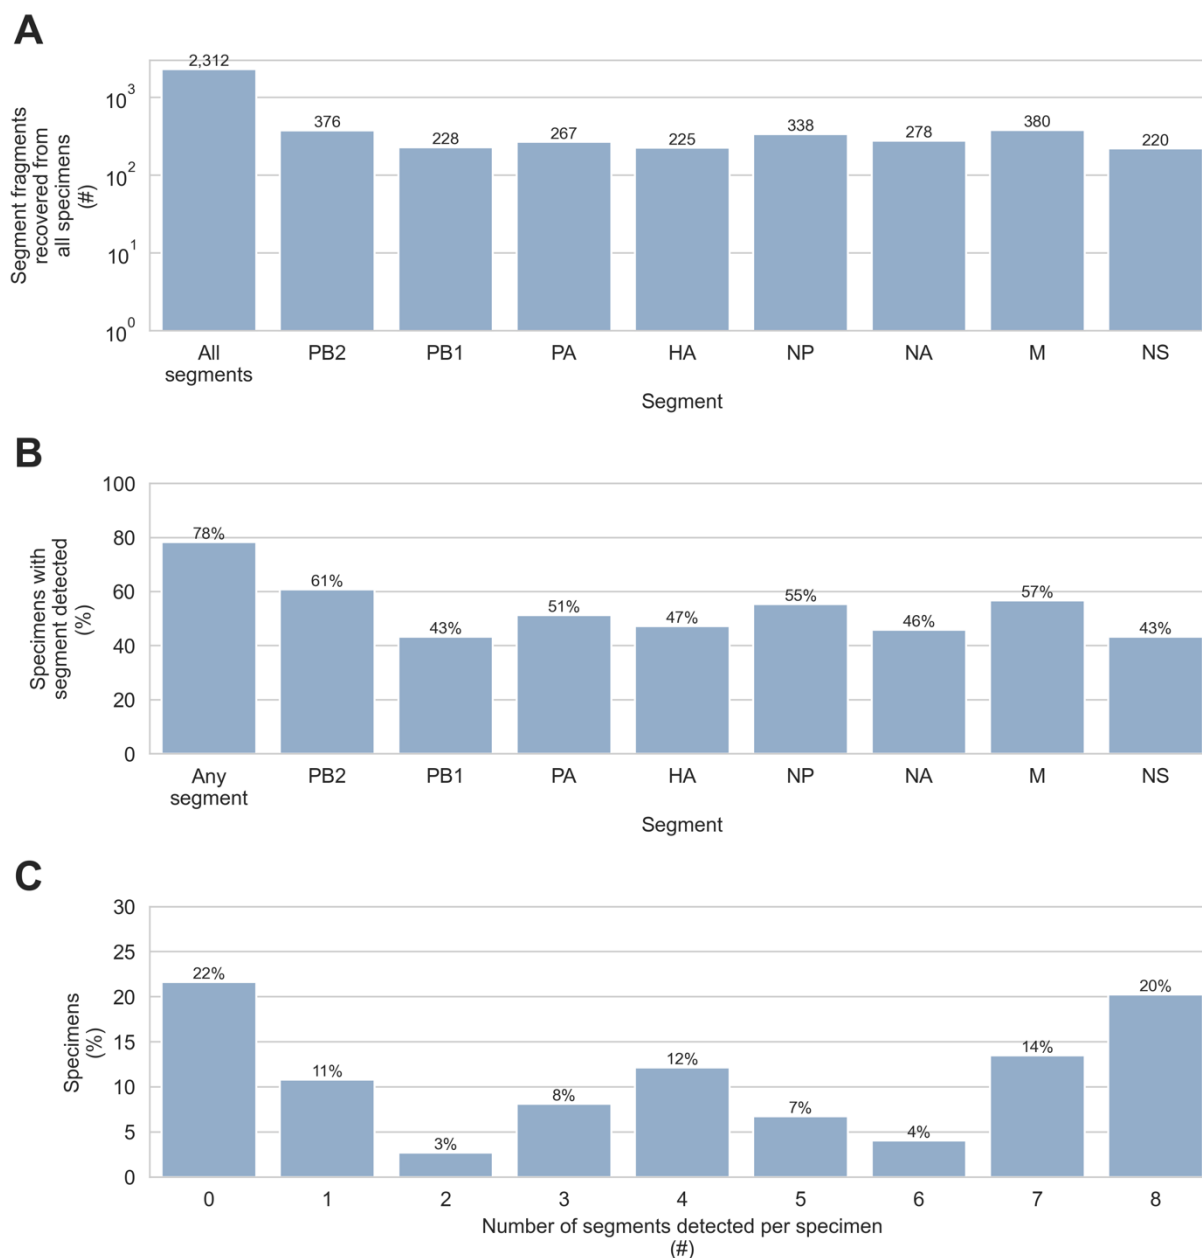 A
Segment fragments
recovered from
all specimens
(#)
10^3
10^2
10^1
10^0
2,312
376
228
267
225
338
278
380
220
All
segments
PB2
PB1
PA
HA
NP
NA
M
NS
Segment
B
Specimens with
segment detected
(%)
100
80
60
40
20
0
78%
61%
43%
51%
47%
55%
46%
57%
43%
Any
segment
PB2
PB1
PA
HA
NP
NA
M
NS
Segment
C
Specimens
(%)
30
25
20
15
10
5
0
22%
11%
3%
8%
12%
7%
4%
14%
20%
0
1
2
3
4
5
6
7
8
Number of segments detected per specimen
(#)